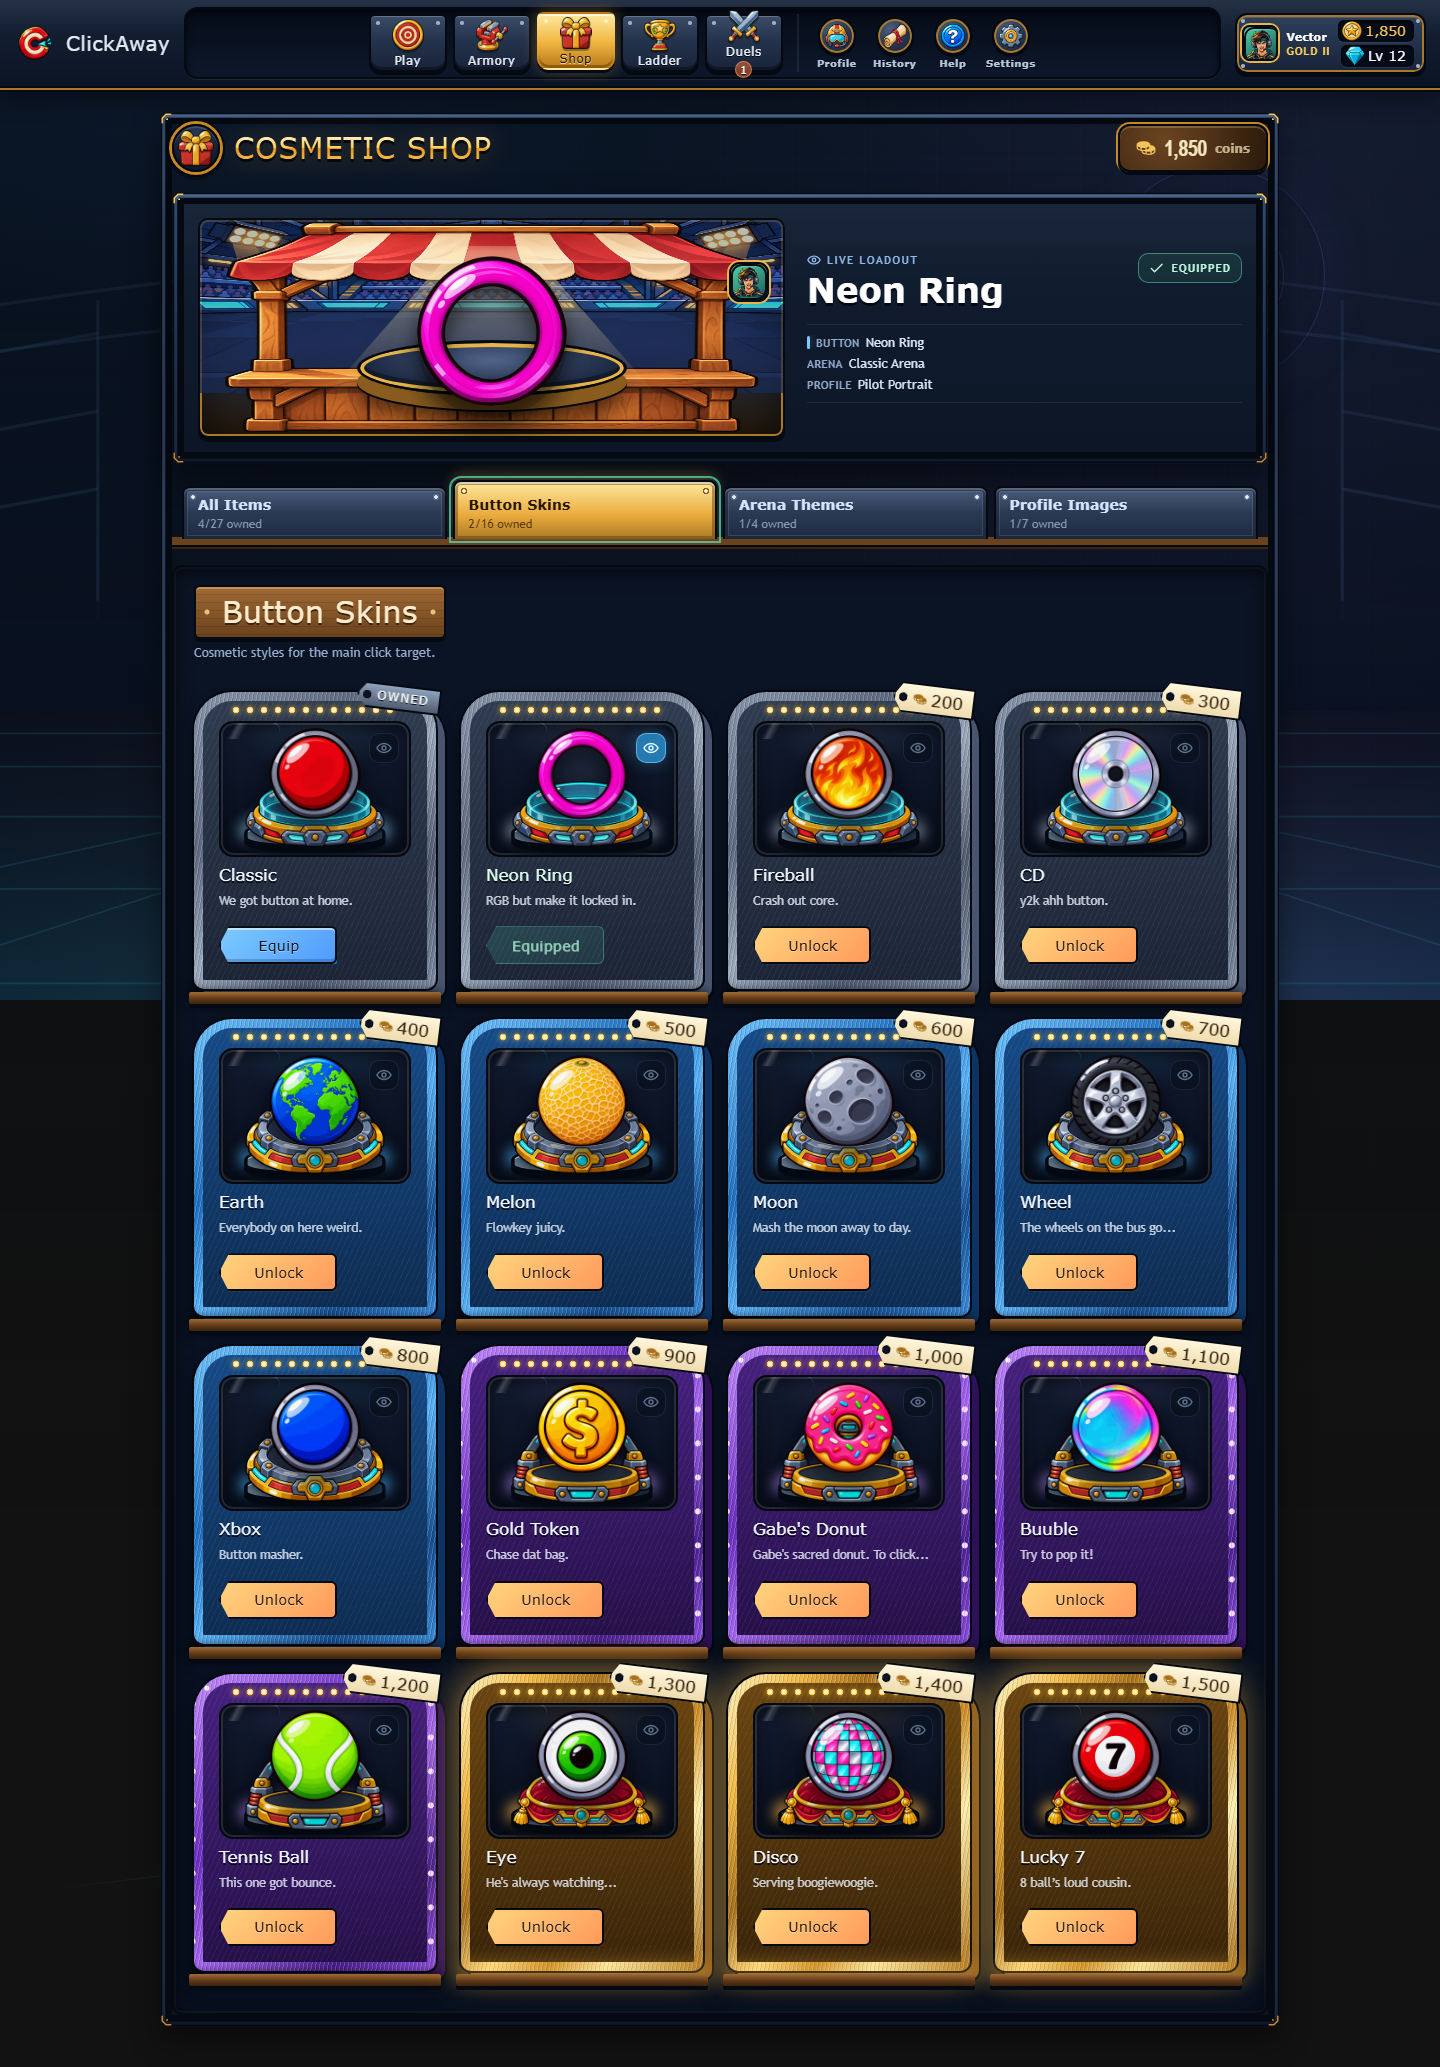 ClickAway
Play
Armory
Shop
Ladder
Duels
1
Profile
History
Help
Settings
Vector
GOLD II
1,850
Lv 12
COSMETIC SHOP
1,850 coins
LIVE LOADOUT
Neon Ring
EQUIPPED
BUTTON Neon Ring
ARENA Classic Arena
PROFILE Pilot Portrait
All Items
4/27 owned
Button Skins
2/16 owned
Arena Themes
1/4 owned
Profile Images
1/7 owned
Button Skins
Cosmetic styles for the main click target.
OWNED
Classic
We got button at home.
Equip
Neon Ring
RGB but make it locked in.
Equipped
200
Fireball
Crash out core.
Unlock
300
CD
y2k ahh button.
Unlock
400
Earth
Everybody on here weird.
Unlock
500
Melon
Flowkey juicy.
Unlock
600
Moon
Mash the moon away to day.
Unlock
700
Wheel
The wheels on the bus go...
Unlock
800
Xbox
Button masher.
Unlock
900
$
Gold Token
Chase dat bag.
Unlock
1,000
Gabe's Donut
Gabe's sacred donut. To click...
Unlock
1,100
Buuble
Try to pop it!
Unlock
1,200
Tennis Ball
This one got bounce.
Unlock
1,300
Eye
He's always watching...
Unlock
1,400
Disco
Serving boogiewoogie.
Unlock
1,500
7
Lucky 7
8 ball's loud cousin.
Unlock